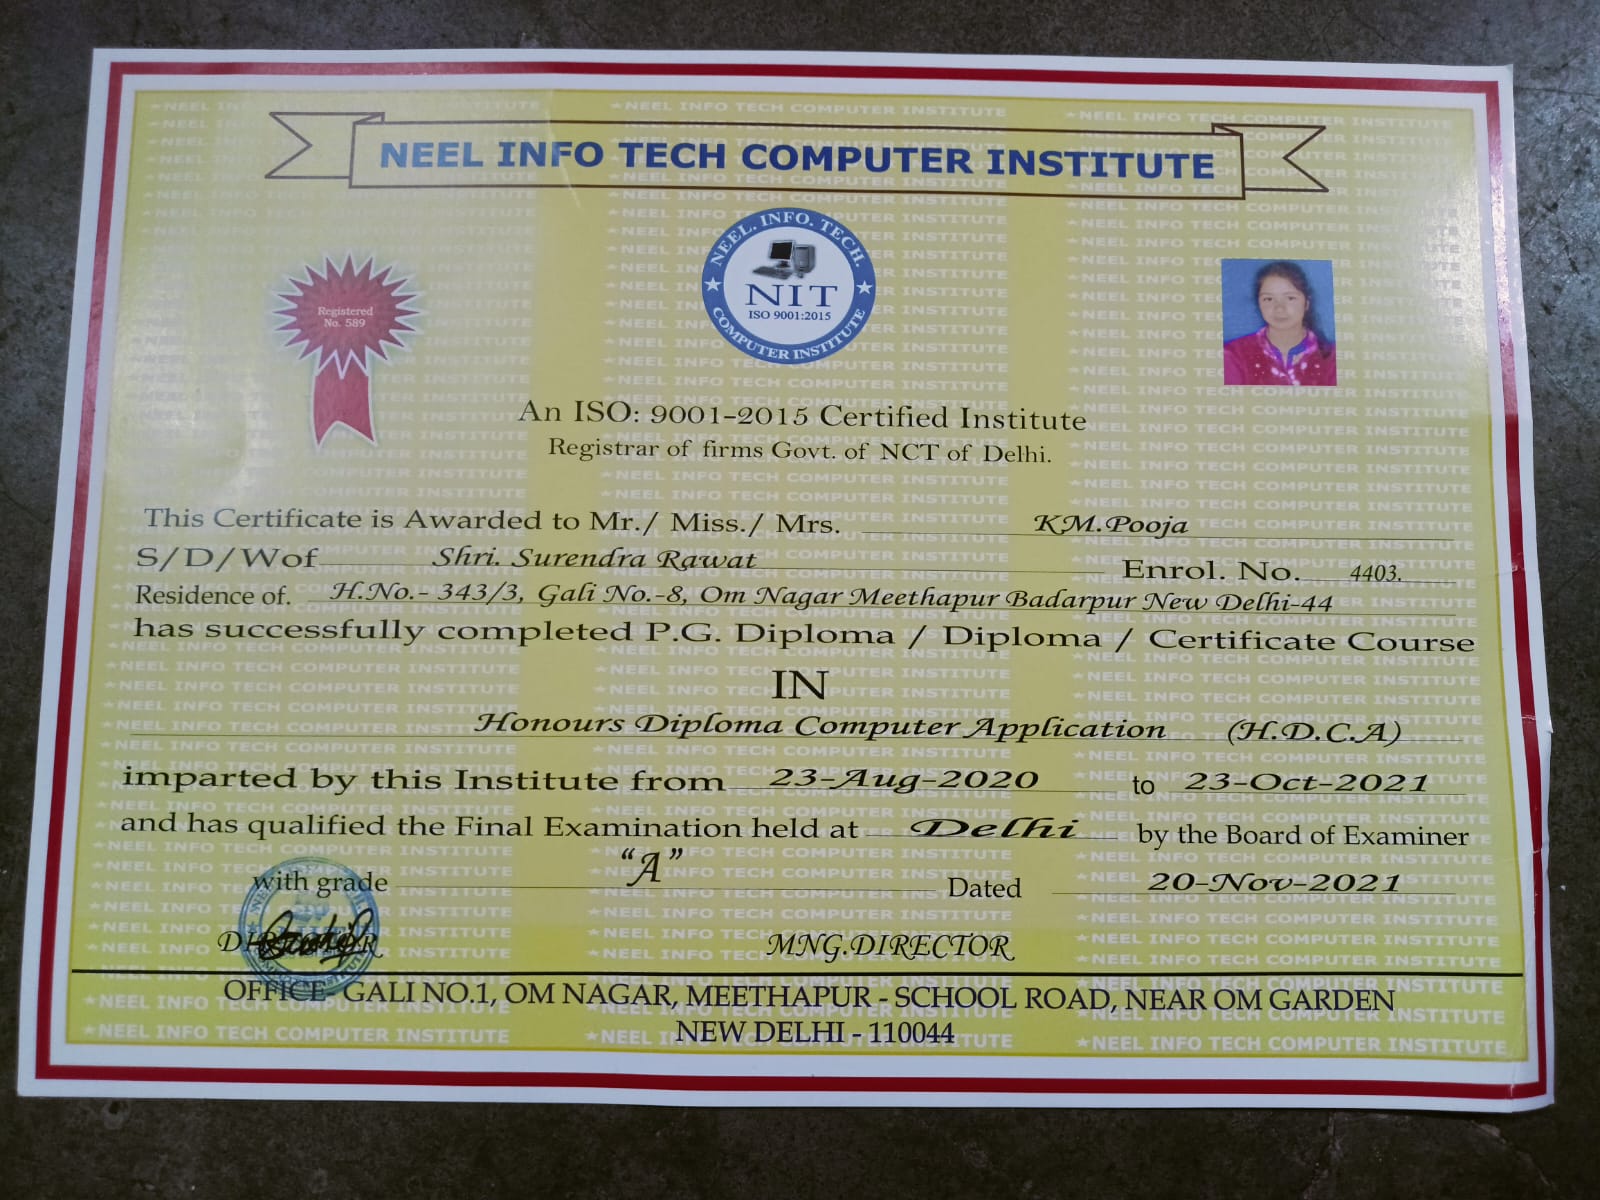 NEEL INFO TECH COMPUTER INSTITUTE
NEEL. INFO. TECH.
NIT
ISO 9001:2015
COMPUTER INSTITUTE
Registered
No. 589
An ISO: 9001-2015 Certified Institute
Registrar of firms Govt. of NCT of Delhi.
This Certificate is Awarded to Mr./ Miss./ Mrs. KM.Pooja
S/D/Wof Shri. Surendra Rawat Enrol. No. 4403.
Residence of. H.No.- 343/3, Gali No.-8, Om Nagar Meethapur Badarpur New Delhi-44
has successfully completed P.G. Diploma / Diploma / Certificate Course
IN
Honours Diploma Computer Application (H.D.C.A)
imparted by this Institute from 23-Aug-2020 to 23-Oct-2021
and has qualified the Final Examination held at Delhi by the Board of Examiner
with grade "A" Dated 20-Nov-2021
DIRECTOR MNG.DIRECTOR
OFFICE- GALI NO.1, OM NAGAR, MEETHAPUR - SCHOOL ROAD, NEAR OM GARDEN
NEW DELHI - 110044